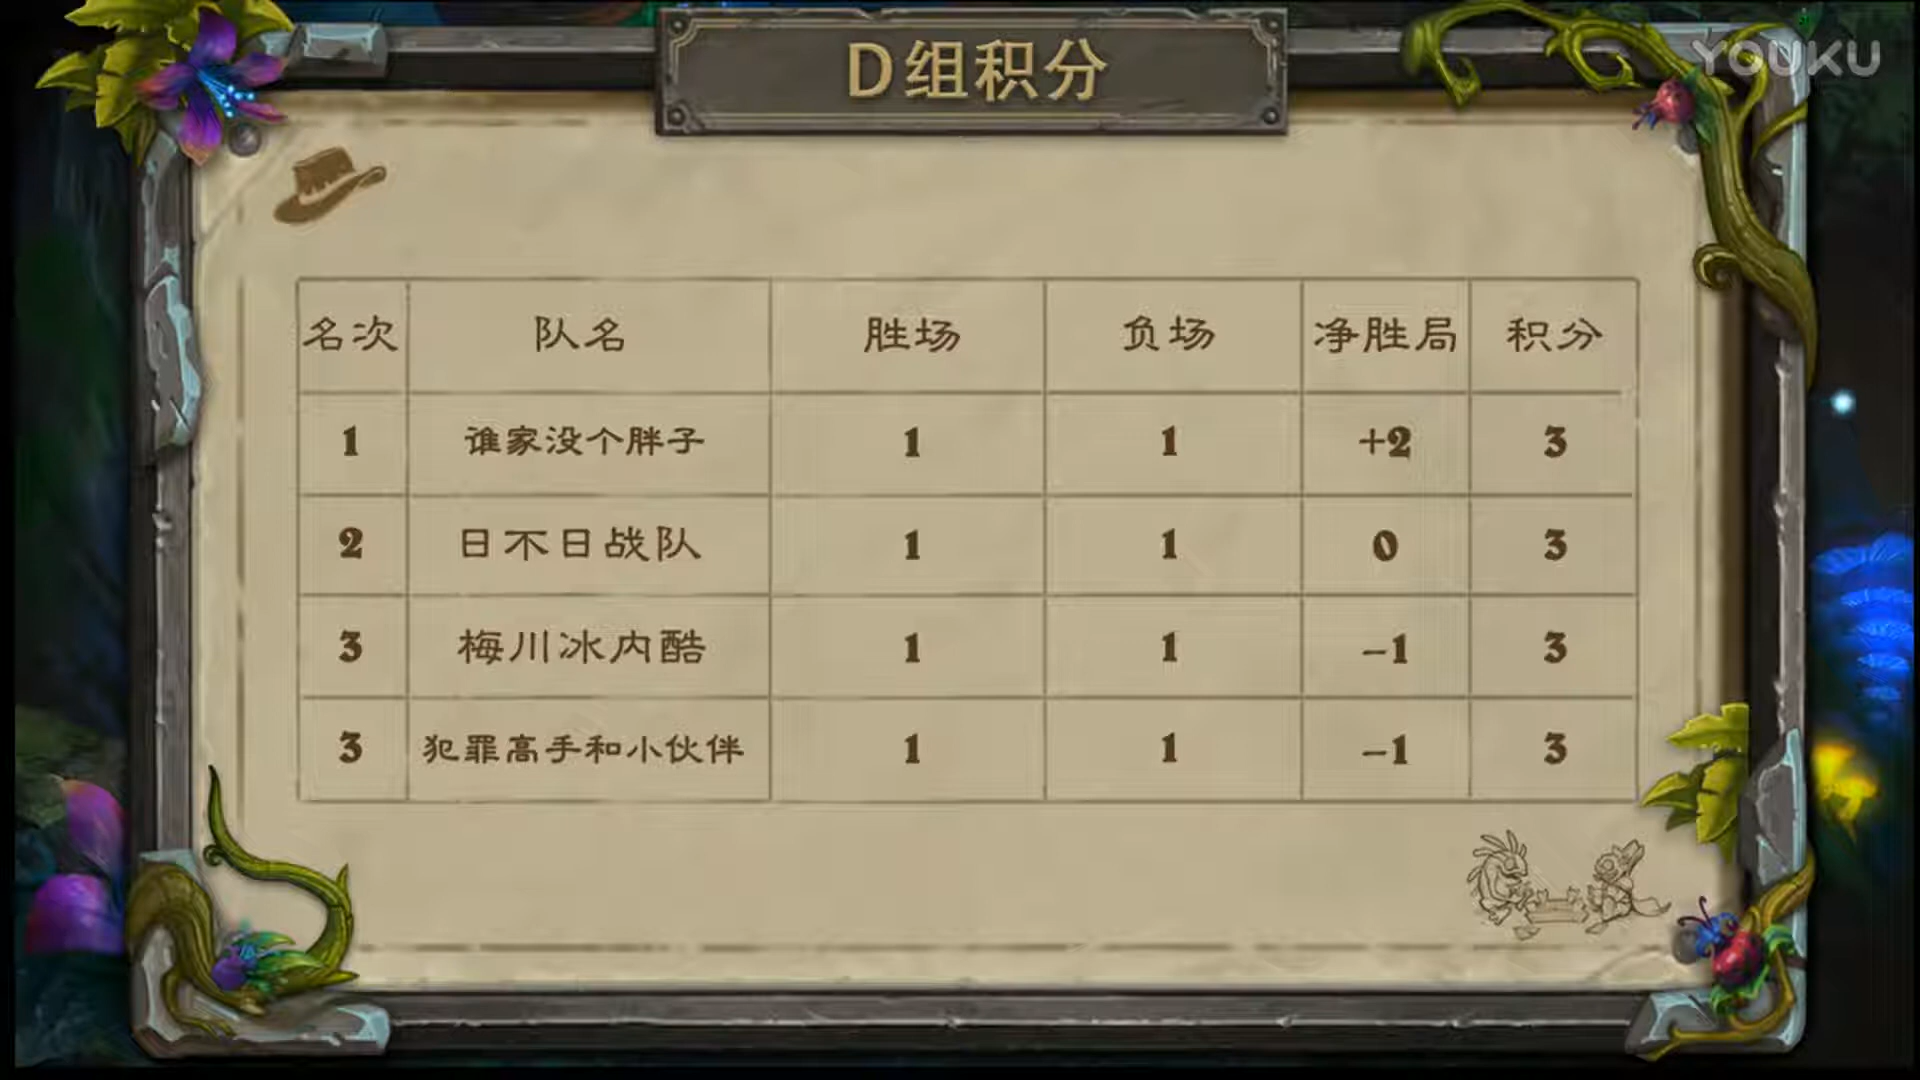 D组积分
YOUKU
名次 队名 胜场 负场 净胜局 积分
1 谁家没个胖子 1 1 +2 3
2 日不日战队 1 1 0 3
3 梅川冰内酷 1 1 -1 3
3 犯罪高手和小伙伴 1 1 -1 3